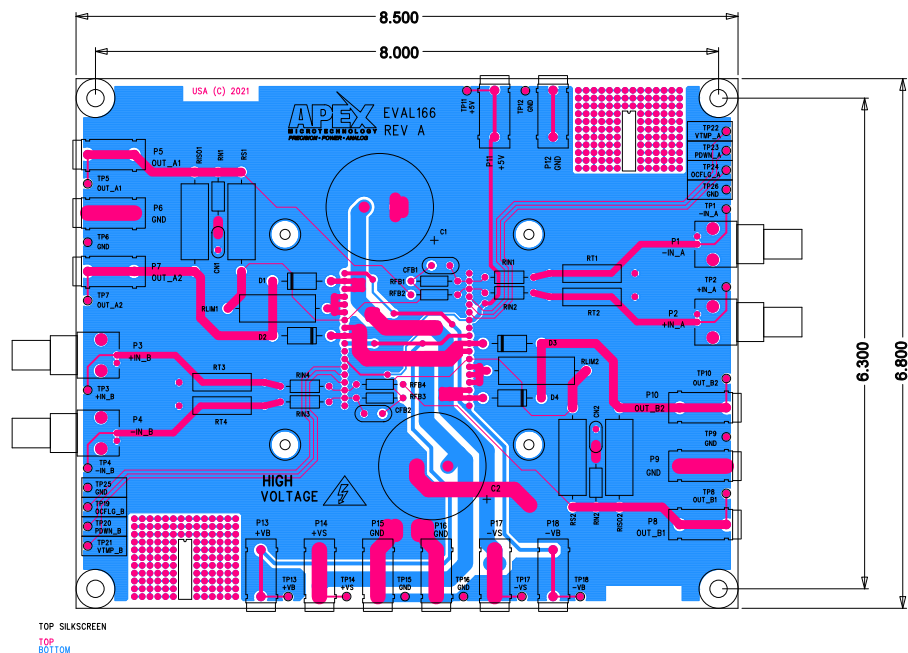 8.500
8.000
USA (C) 2021
APEX
MICROTECHNOLOGY
PRECISION • POWER • ANALOG
EVAL166
REV A
TP11
+5V
TP12
GND
P11
+5V
P12
GND
TP22
VTMP_A
TP23
PDWN_A
TP24
OCFLG_A
TP26
GND
TP1
-IN_A
P1
-IN_A
TP2
+IN_A
P2
+IN_A
P5
OUT_A1
TP5
OUT_A1
P6
GND
TP6
GND
P7
OUT_A2
TP7
OUT_A2
RISO1
RN1
RS1
CN1
RLIM1
D1
D2
C1
CFB1
RFB1
RFB2
RIN1
RIN2
RT1
RT2
P3
+IN_B
TP3
+IN_B
P4
-IN_B
TP4
-IN_B
RT3
RT4
RIN4
RIN3
RFB4
RFB3
CFB2
D3
D4
RLIM2
CN2
RS2
RN2
RISO2
TP10
OUT_B2
P10
OUT_B2
TP9
GND
P9
GND
TP8
OUT_B1
P8
OUT_B1
6.300
6.800
TP25
GND
TP19
OCFLG_B
TP20
PDWN_B
TP21
VTMP_B
HIGH
VOLTAGE
C2
P13
+VB
P14
+VS
P15
GND
P16
GND
P17
-VS
P18
-VB
TP13
+VB
TP14
+VS
TP15
GND
TP16
GND
TP17
-VS
TP18
-VB
TOP SILKSCREEN
TOP
BOTTOM